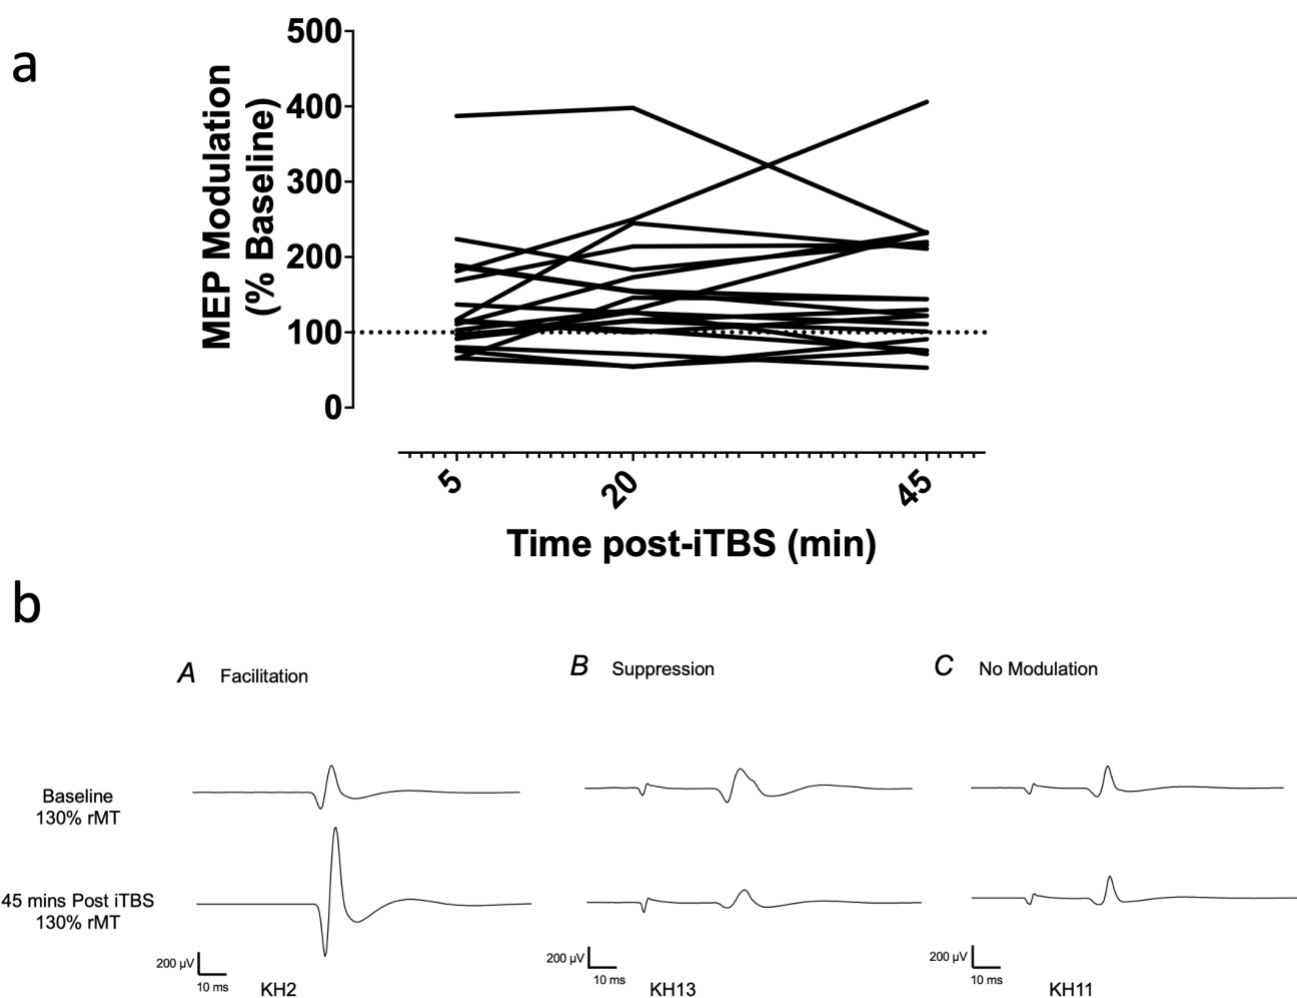 a
MEP Modulation
(% Baseline)
500
400
300
200
100
0
5
20
45
Time post-iTBS (min)
b
A Facilitation
B Suppression
C No Modulation
Baseline
130% rMT
45 mins Post iTBS
130% rMT
200 µV
10 ms
KH2
200 µV
10 ms
KH13
200 µV
10 ms
KH11